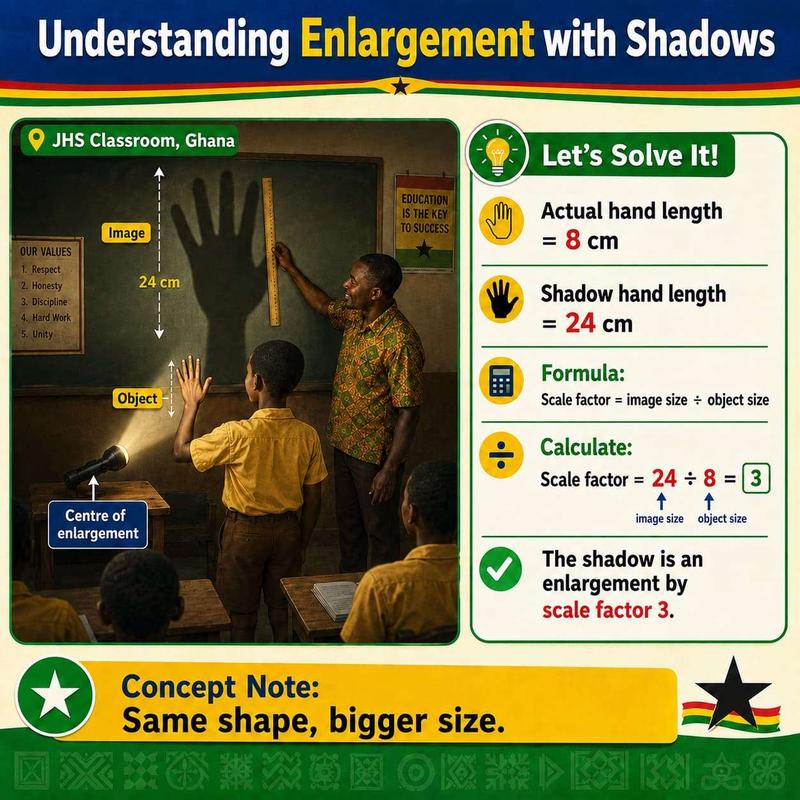 Understanding Enlargement with Shadows
JHS Classroom, Ghana
Image
24 cm
Object
Centre of
enlargement
OUR VALUES
1. Respect
2. Honesty
3. Discipline
4. Hard Work
5. Unity
EDUCATION
IS THE KEY
TO SUCCESS
Let's Solve It!
Actual hand length
= 8 cm
Shadow hand length
= 24 cm
Formula:
Scale factor = image size ÷ object size
Calculate:
Scale factor = 24 ÷ 8 = 3
image size object size
The shadow is an
enlargement by
scale factor 3.
Concept Note:
Same shape, bigger size.